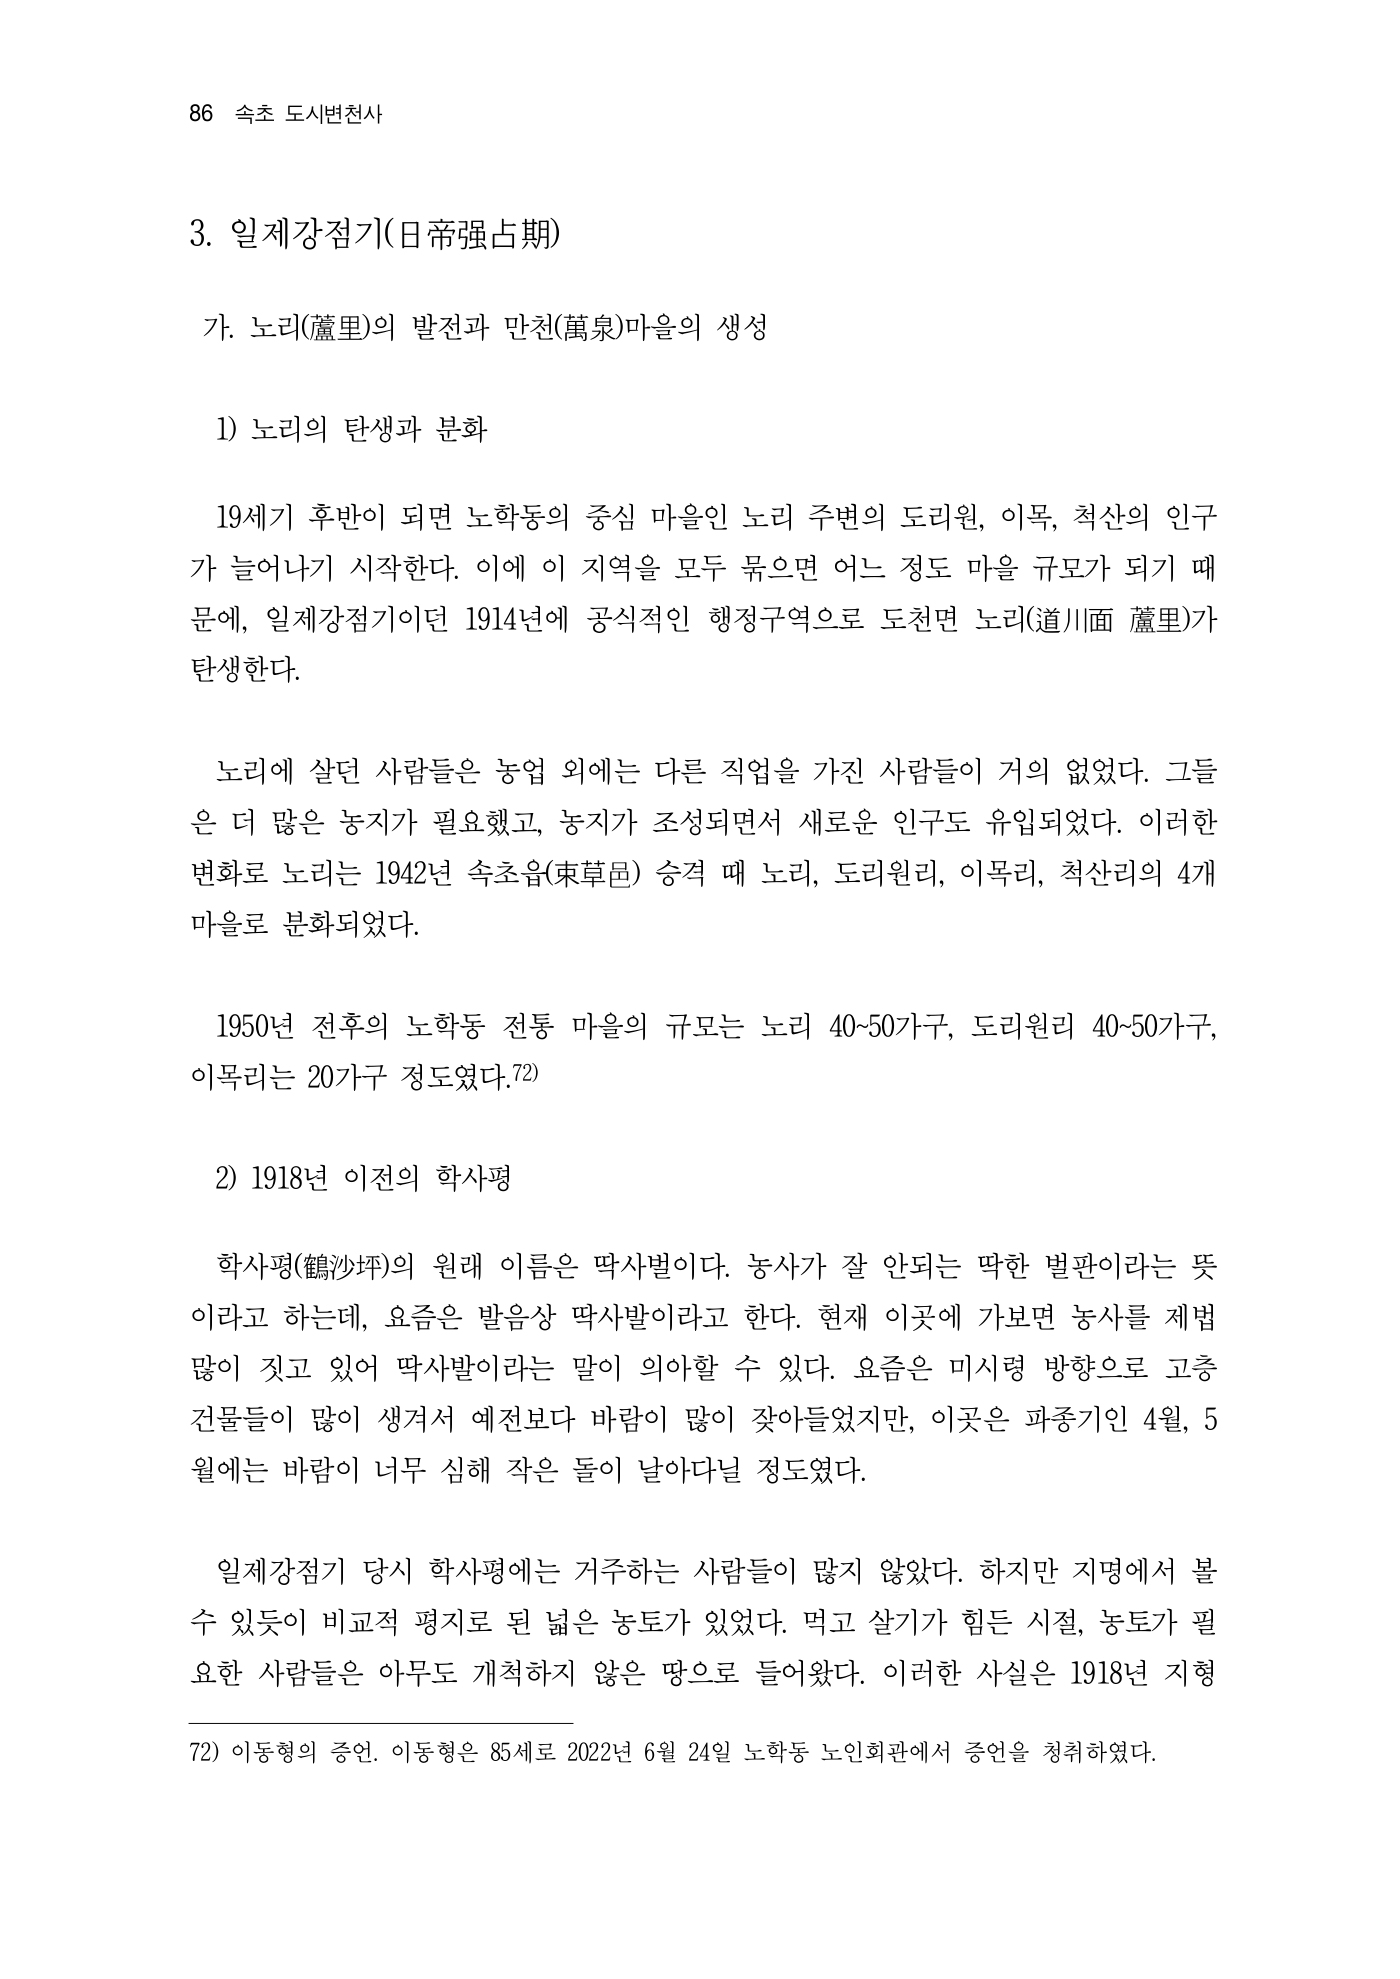 86 속초 도시변천사
3. 일제강점기(日帝强占期)
가. 노리(蘆里)의 발전과 만천(萬泉)마을의 생성
1) 노리의 탄생과 분화
19세기 후반이 되면 노학동의 중심 마을인 노리 주변의 도리원, 이목, 척산의 인구
가 늘어나기 시작한다. 이에 이 지역을 모두 묶으면 어느 정도 마을 규모가 되기 때
문에, 일제강점기이던 1914년에 공식적인 행정구역으로 도천면 노리(道川面 蘆里)가
탄생한다.
노리에 살던 사람들은 농업 외에는 다른 직업을 가진 사람들이 거의 없었다. 그들
은 더 많은 농지가 필요했고, 농지가 조성되면서 새로운 인구도 유입되었다. 이러한
변화로 노리는 1942년 속초읍(束草邑) 승격 때 노리, 도리원리, 이목리, 척산리의 4개
마을로 분화되었다.
1950년 전후의 노학동 전통 마을의 규모는 노리 40~50가구, 도리원리 40~50가구,
이목리는 20가구 정도였다.72)
2) 1918년 이전의 학사평
학사평(鶴沙坪)의 원래 이름은 딱사벌이다. 농사가 잘 안되는 딱한 벌판이라는 뜻
이라고 하는데, 요즘은 발음상 딱사발이라고 한다. 현재 이곳에 가보면 농사를 제법
많이 짓고 있어 딱사발이라는 말이 의아할 수 있다. 요즘은 미시령 방향으로 고층
건물들이 많이 생겨서 예전보다 바람이 많이 잦아들었지만, 이곳은 파종기인 4월, 5
월에는 바람이 너무 심해 작은 돌이 날아다닐 정도였다.
일제강점기 당시 학사평에는 거주하는 사람들이 많지 않았다. 하지만 지명에서 볼
수 있듯이 비교적 평지로 된 넓은 농토가 있었다. 먹고 살기가 힘든 시절, 농토가 필
요한 사람들은 아무도 개척하지 않은 땅으로 들어왔다. 이러한 사실은 1918년 지형
72) 이동형의 증언. 이동형은 85세로 2022년 6월 24일 노학동 노인회관에서 증언을 청취하였다.